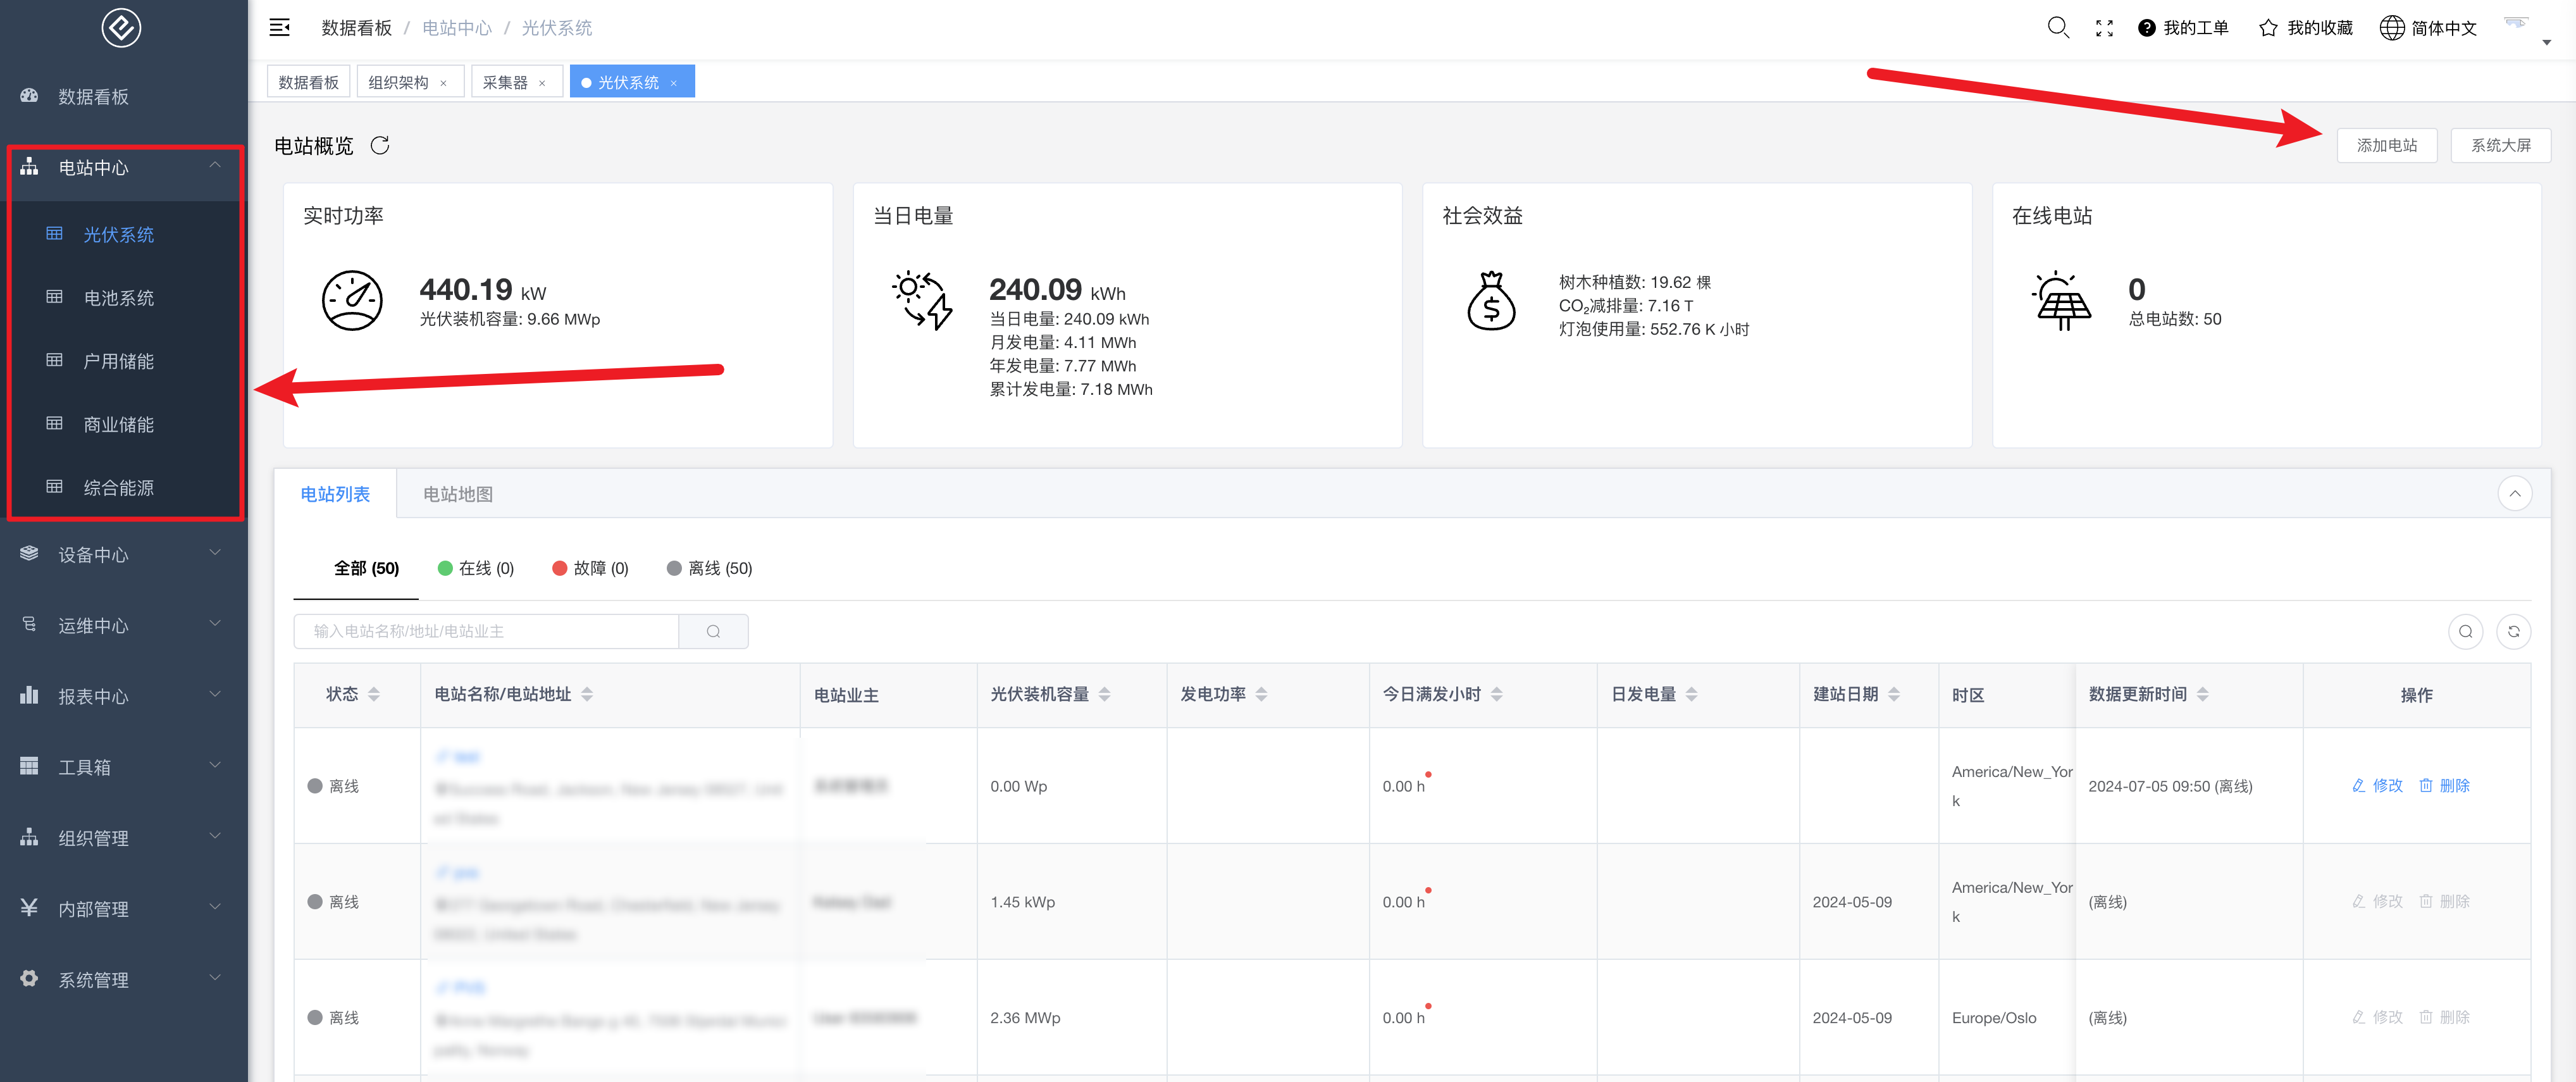 数据看板 / 电站中心 / 光伏系统
我的工单
我的收藏
简体中文
数据看板
组织架构 ×
采集器 ×
光伏系统 ×
数据看板
电站中心
光伏系统
电池系统
户用储能
商业储能
综合能源
设备中心
运维中心
报表中心
工具箱
组织管理
内部管理
系统管理
电站概览
添加电站
系统大屏
实时功率
440.19 kW
光伏装机容量: 9.66 MWp
当日电量
240.09 kWh
当日电量: 240.09 kWh
月发电量: 4.11 MWh
年发电量: 7.77 MWh
累计发电量: 7.18 MWh
社会效益
树木种植数: 19.62 棵
CO₂减排量: 7.16 T
灯泡使用量: 552.76 K 小时
在线电站
0
总电站数: 50
电站列表
电站地图
全部 (50)
在线 (0)
故障 (0)
离线 (50)
输入电站名称/地址/电站业主
状态 电站名称/电站地址 电站业主 光伏装机容量 发电功率 今日满发小时 日发电量 建站日期 时区 数据更新时间 操作
离线 0.00 Wp 0.00 h America/New_Yor
k
2024-07-05 09:50 (离线) 修改 删除
离线 1.45 kWp 0.00 h 2024-05-09 America/New_Yor
k
(离线) 修改 删除
离线 2.36 MWp 0.00 h 2024-05-09 Europe/Oslo (离线) 修改 删除